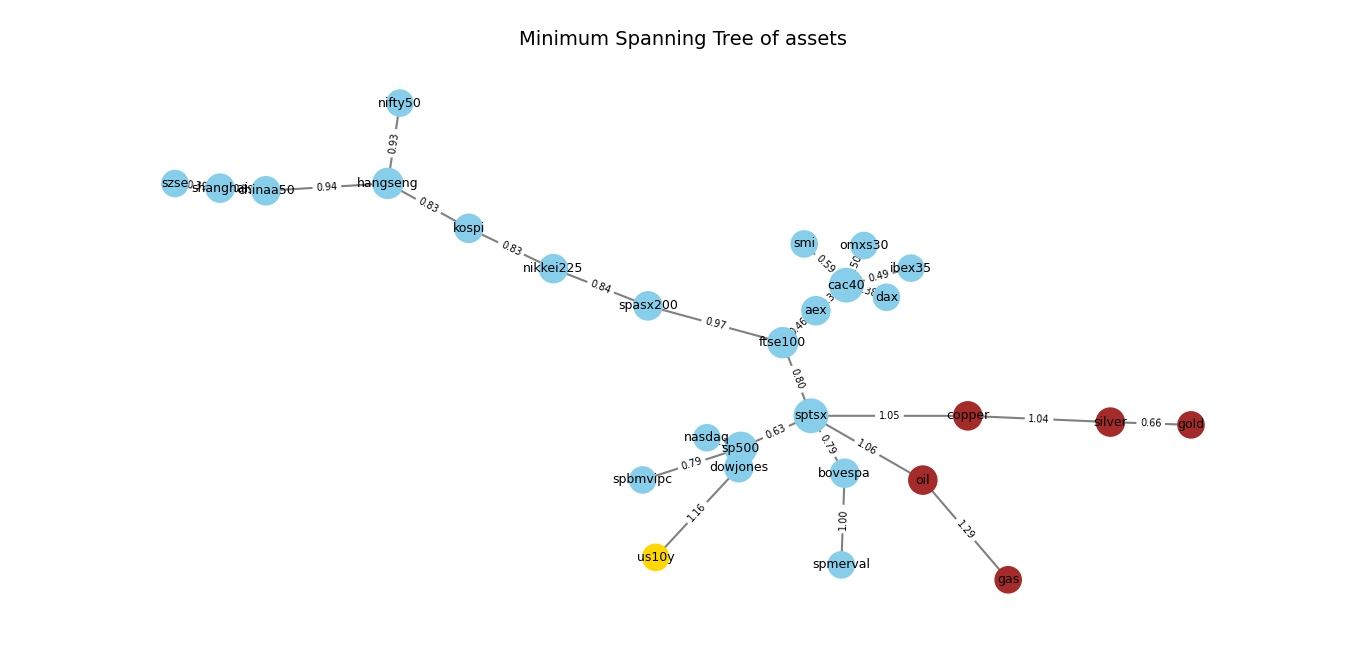 Minimum Spanning Tree of assets
nifty50
0.93
szse
shanghai
chinaa50
0.94
hangseng
0.83
kospi
0.83
nikkei225
0.84
spasx200
0.97
smi
omxs30
0.59
ibex35
0.49
cac40
dax
aex
0.46
ftse100
0.80
sptsx
1.05
copper
1.04
silver
0.66
gold
nasdaq
0.63
sp500
0.79
1.06
dowjones
0.79
spbmvipc
bovespa
oil
1.16
1.00
1.29
us10y
spmerval
gas